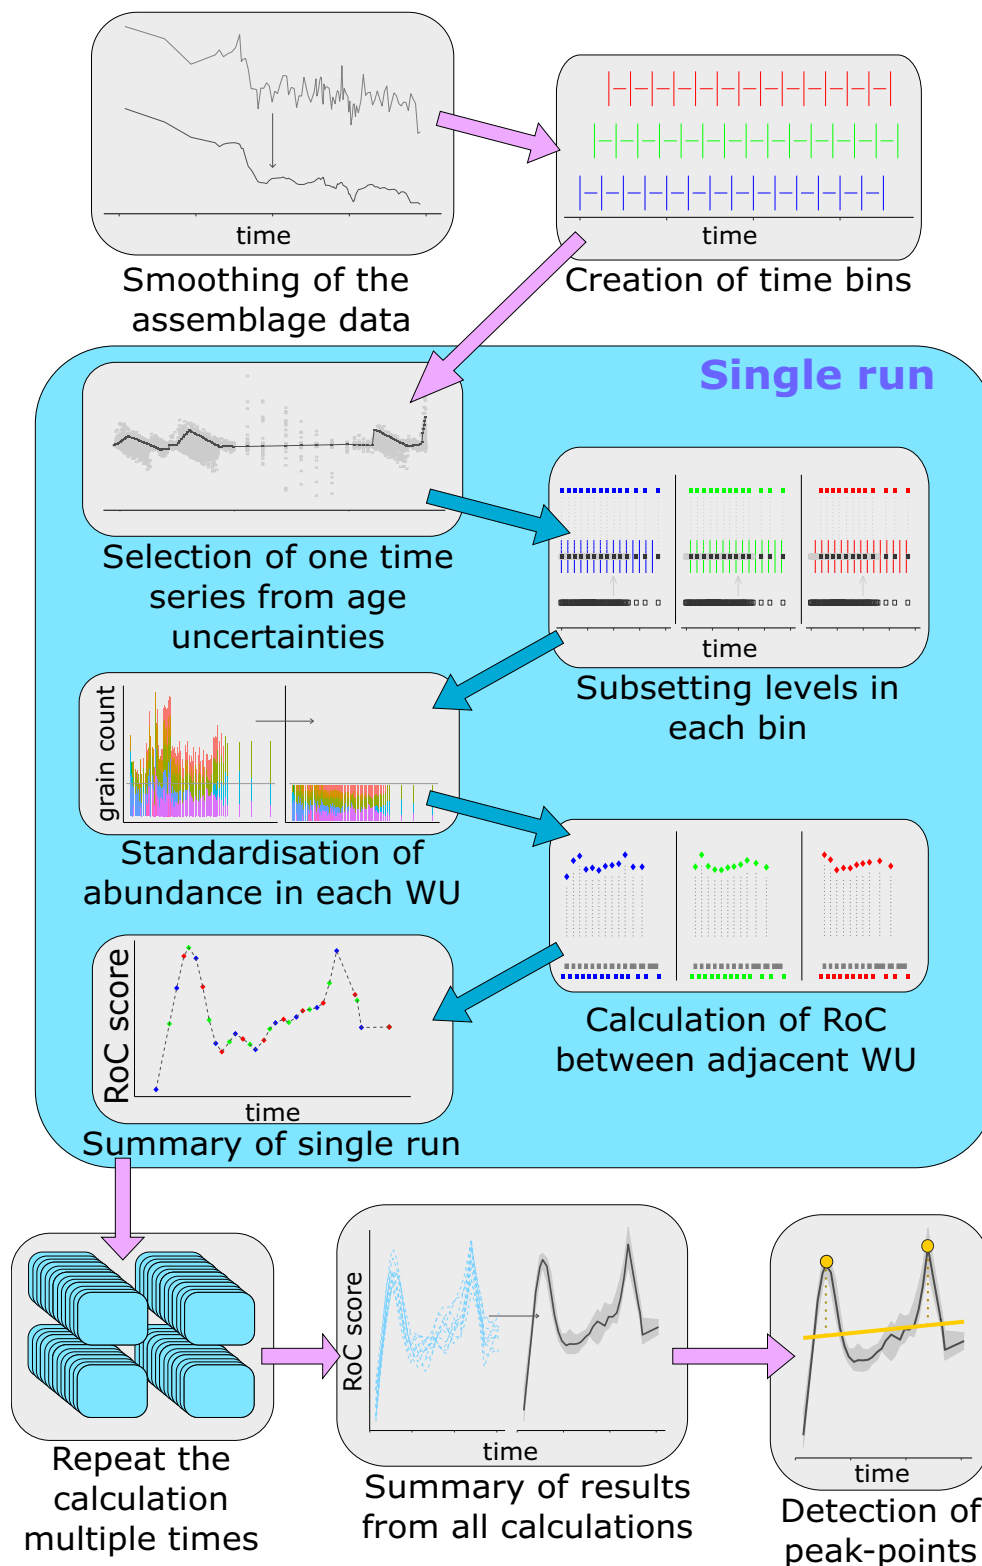 time
Smoothing of the
assemblage data
time
Creation of time bins
Single run
Selection of one time
series from age
uncertainties
time
Subsetting levels in
each bin
grain count
Standardisation of
abundance in each WU
Calculation of RoC
between adjacent WU
RoC score
time
Summary of single run
Repeat the
calculation
multiple times
RoC score
time
Summary of results
from all calculations
time
Detection of
peak-points